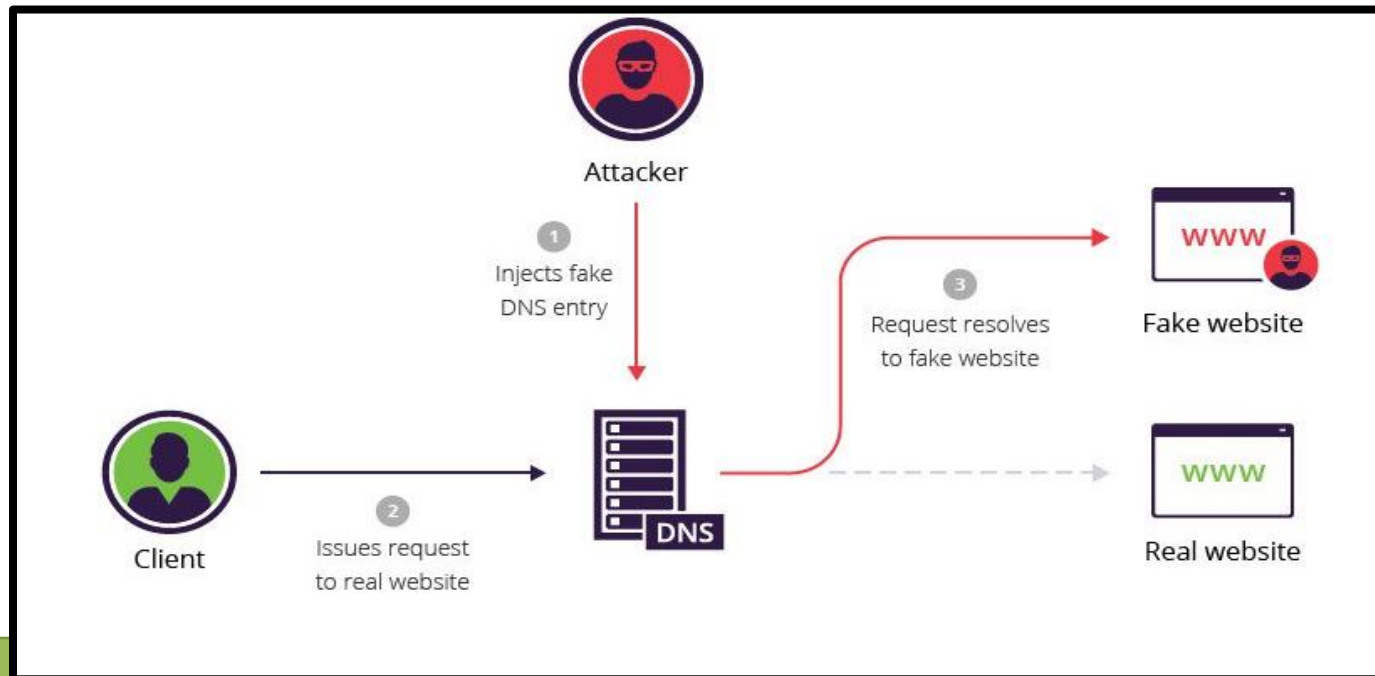 Attacker
1
Injects fake
DNS entry
www
3
Request resolves
to fake website
Fake website
Client
2
Issues request
to real website
DNS
www
Real website